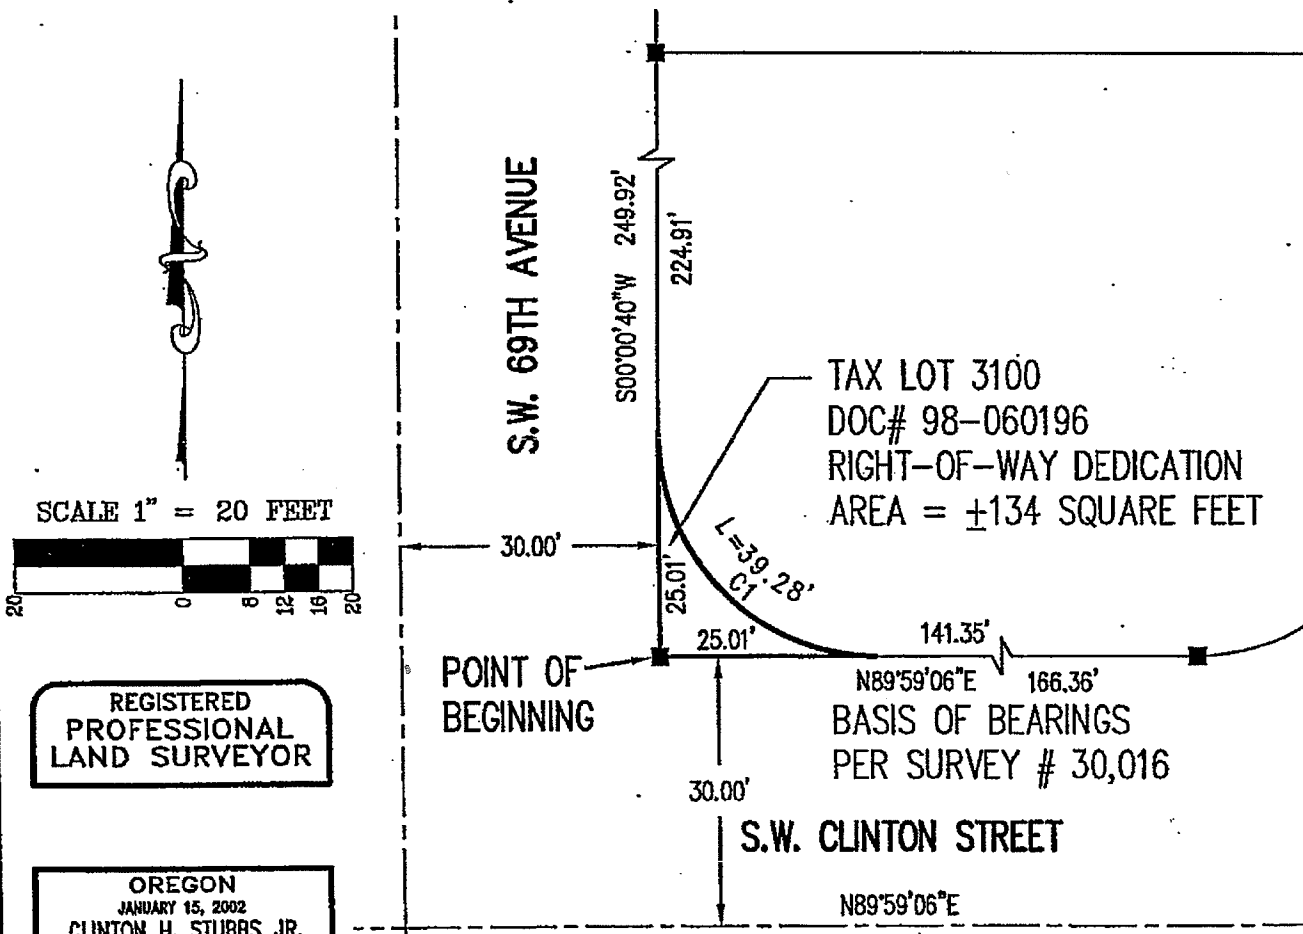 S.W. 69TH AVENUE
S00°00'40"W 249.92'
224.91'
TAX LOT 3100
DOC# 98-060196
RIGHT-OF-WAY DEDICATION
AREA = ±134 SQUARE FEET
SCALE 1" = 20 FEET
20 0 8 12 16 20
30.00'
25.01'
L=39.28'
C1
25.01'
141.35'
POINT OF
BEGINNING
N89°59'06"E 166.36'
BASIS OF BEARINGS
PER SURVEY # 30,016
30.00'
S.W. CLINTON STREET
N89°59'06"E
REGISTERED
PROFESSIONAL
LAND SURVEYOR
OREGON
JANUARY 15, 2002
CLINTON H. STUBBS JR.